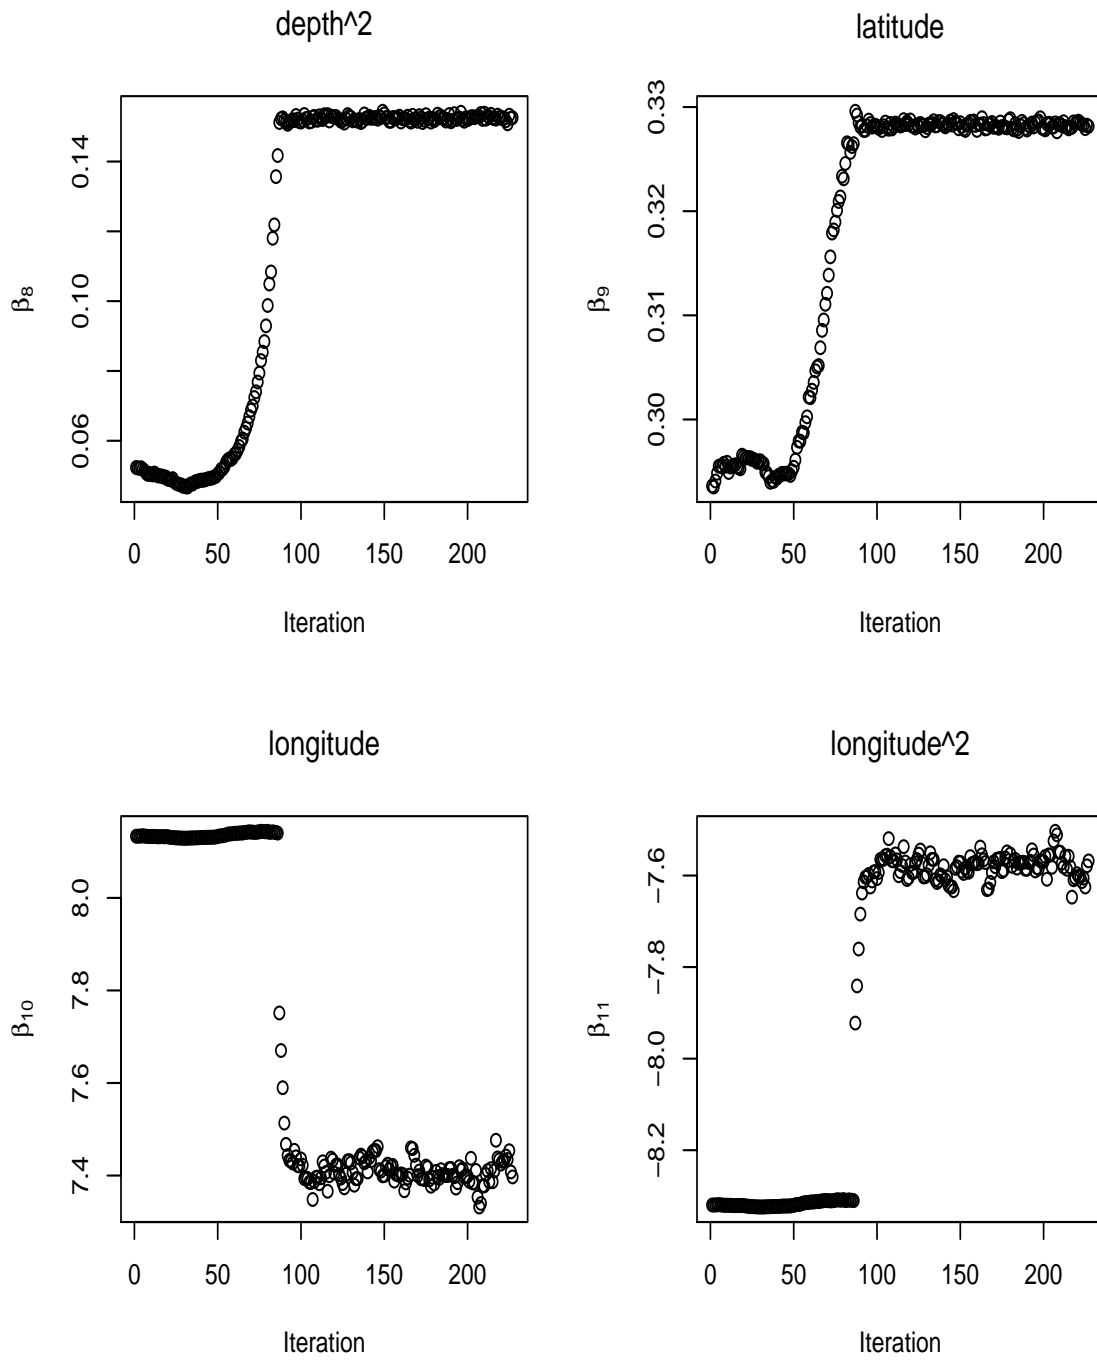 depth^2
β8
0.06 0.10 0.14
0 50 100 150 200
Iteration
latitude
β9
0.30 0.31 0.32 0.33
0 50 100 150 200
Iteration
longitude
β10
7.4 7.6 7.8 8.0
0 50 100 150 200
Iteration
longitude^2
β11
−8.2 −8.0 −7.8 −7.6
0 50 100 150 200
Iteration